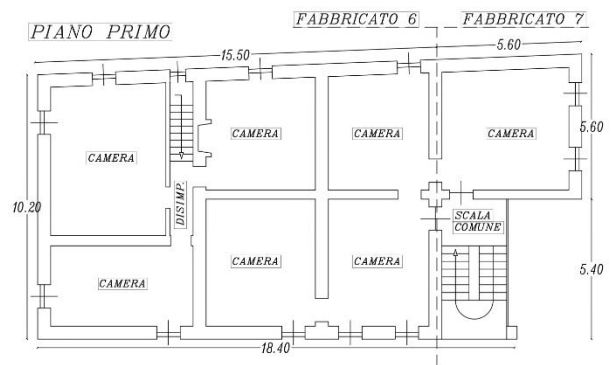 FABBRICATO 6
FABBRICATO 7
PIANO PRIMO
15.50
5.60
CAMERA
CAMERA
CAMERA
CAMERA
5.60
DISIMP.
10.20
SCALA
COMUNE
CAMERA
CAMERA
CAMERA
5.40
18.40